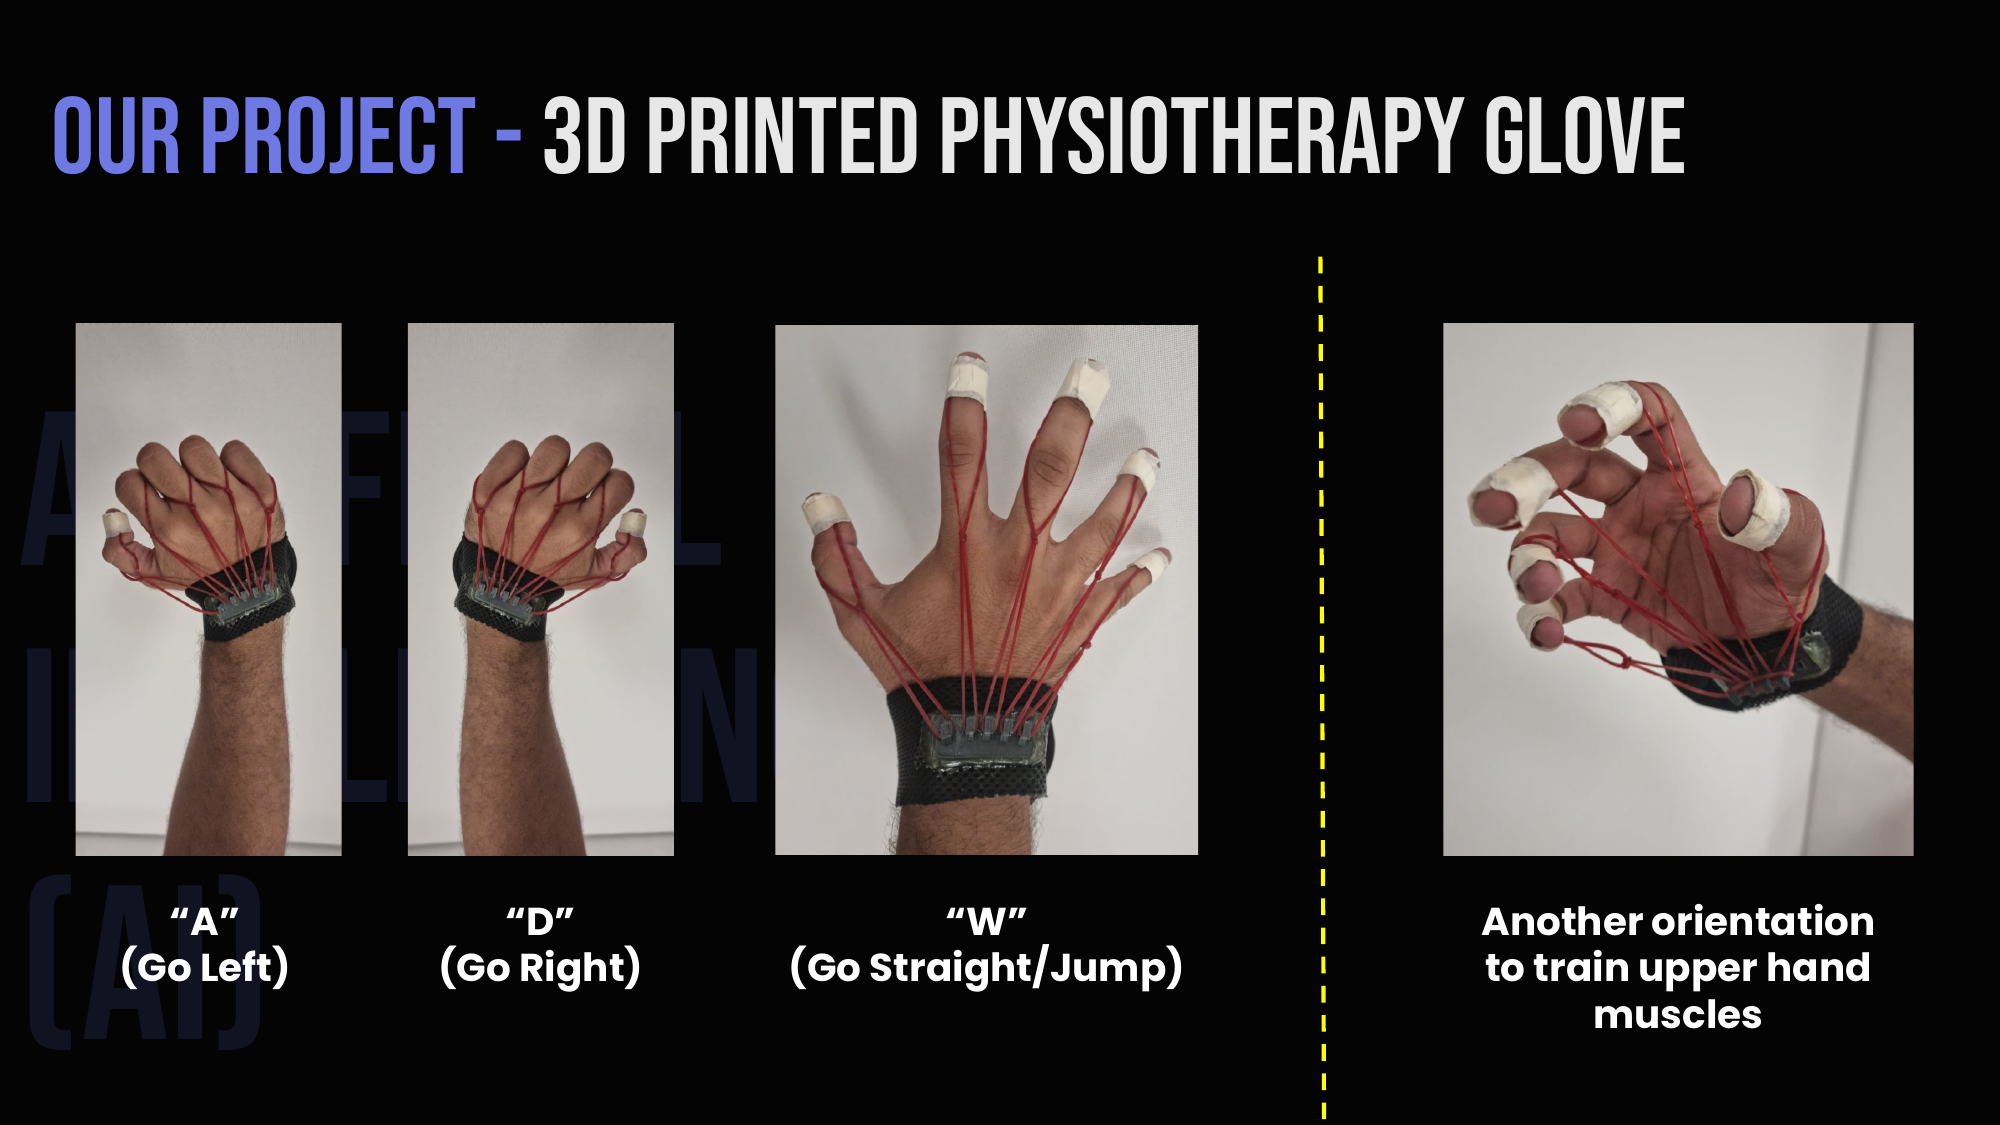 OUR PROJECT - 3D PRINTED PHYSIOTHERAPY GLOVE
“A”
(Go Left)
“D”
(Go Right)
“W”
(Go Straight/Jump)
Another orientation
to train upper hand
muscles
(AI)